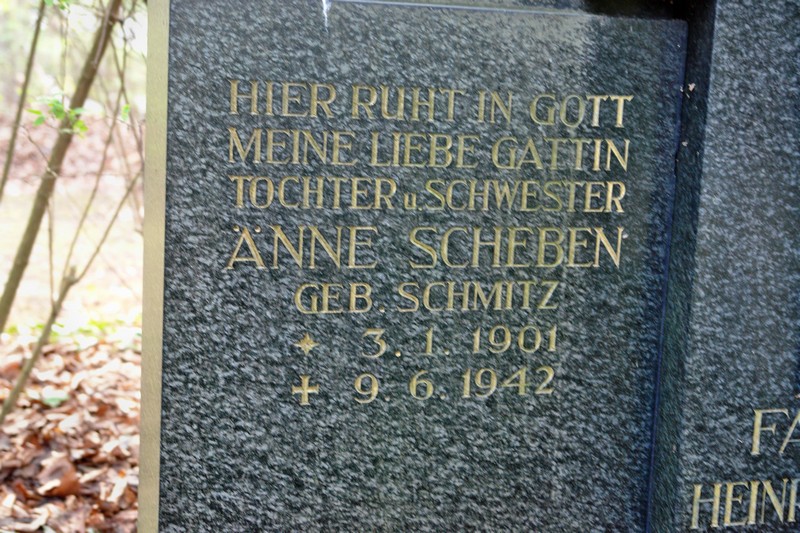 HIER RUHT IN GOTT
MEINE LIEBE GATTIN
TOCHTER u. SCHWESTER
ÄNNE SCHEBEN
GEB. SCHMITZ
3. 1. 1901
9. 6. 1942